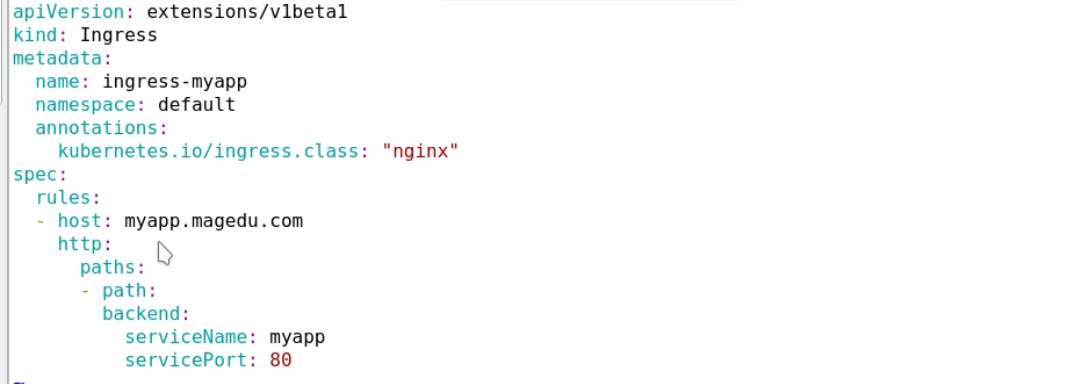 apiVersion: extensions/v1beta1
kind: Ingress
metadata:
  name: ingress-myapp
  namespace: default
  annotations:
    kubernetes.io/ingress.class: "nginx"
spec:
  rules:
  - host: myapp.magedu.com
    http:
      paths:
      - path:
        backend:
          serviceName: myapp
          servicePort: 80